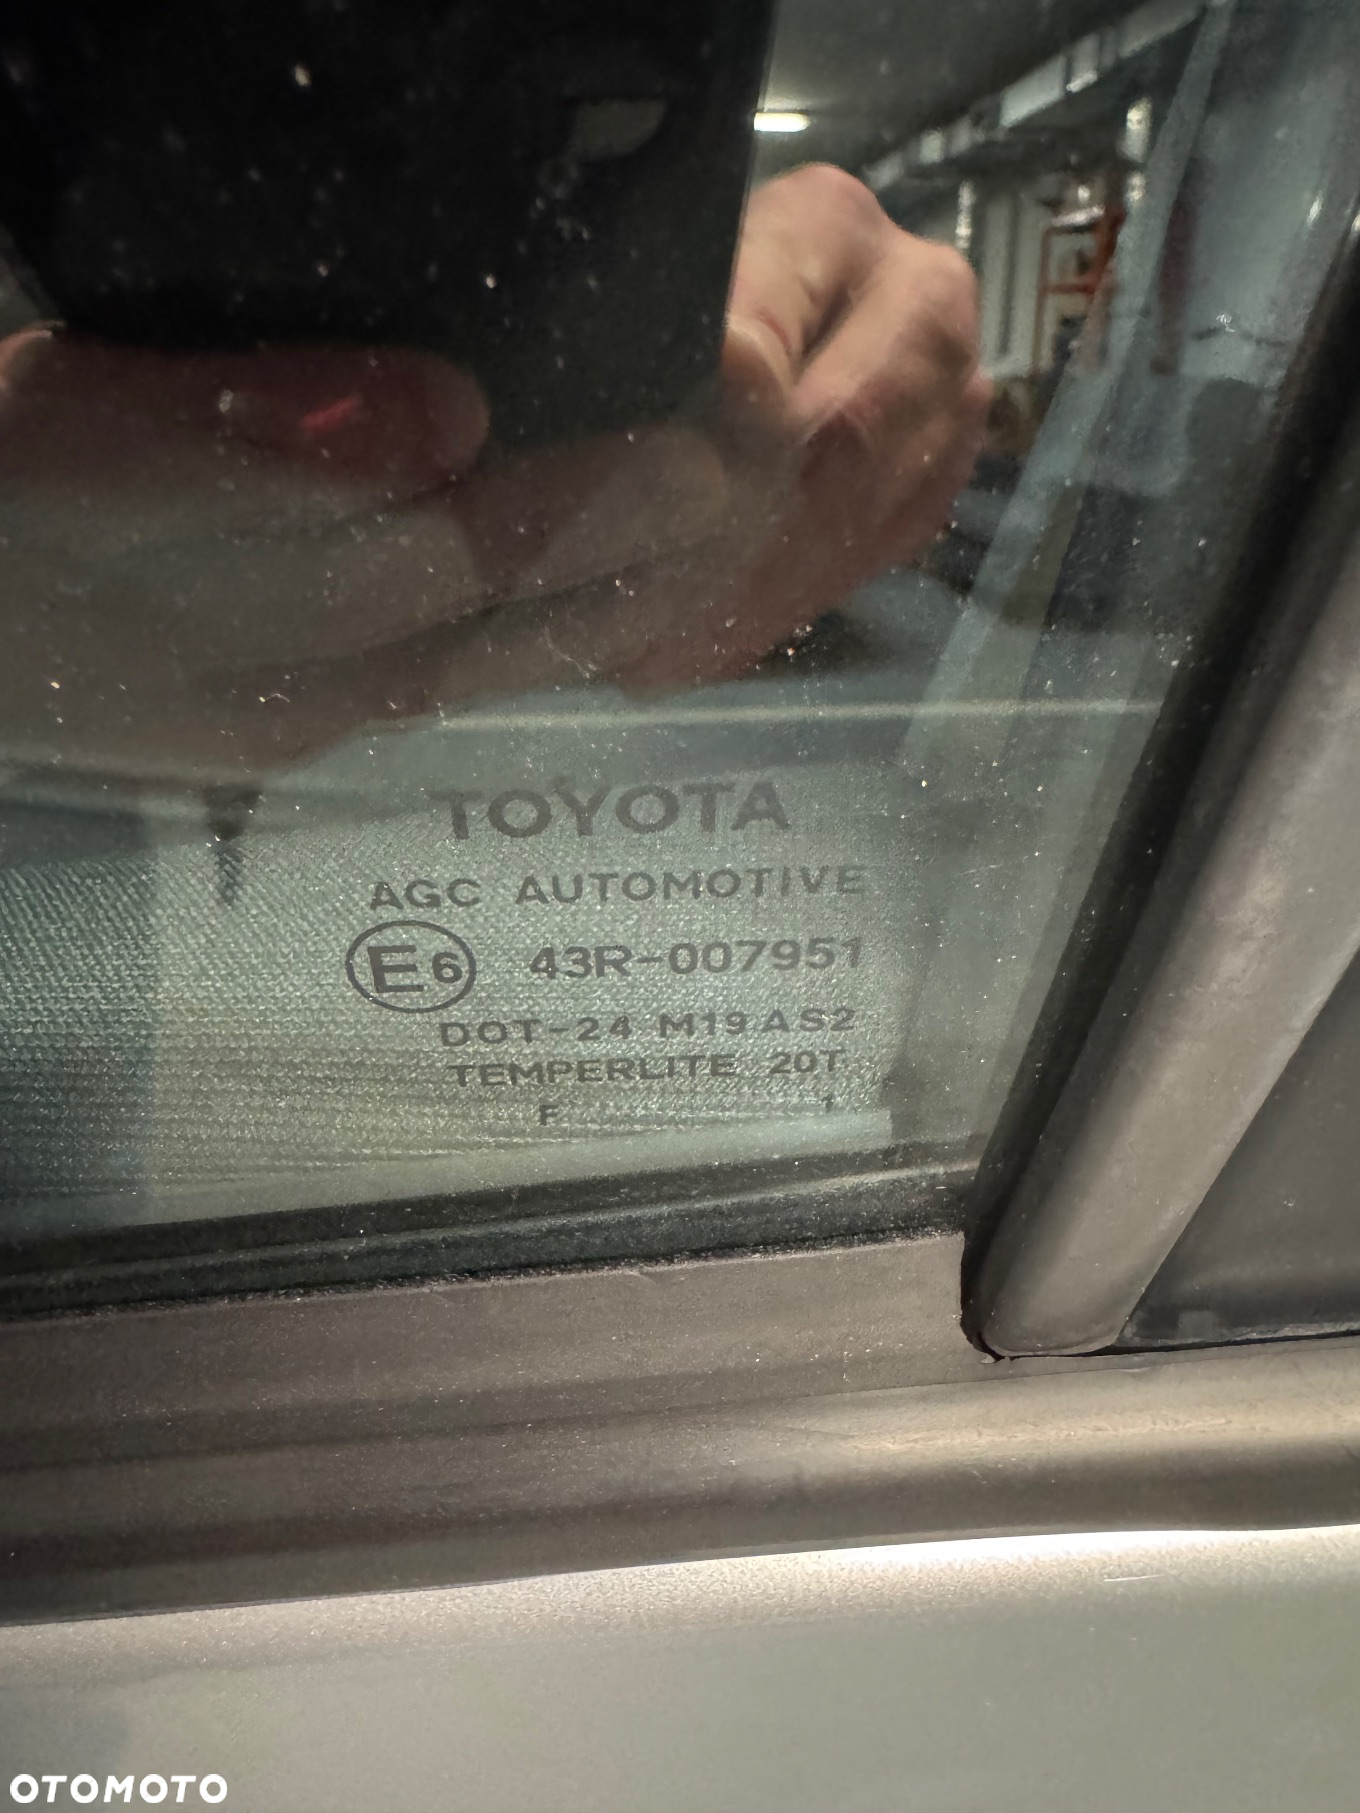 TOYOTA
AGC AUTOMOTIVE
E6 43R-007951
DOT-24 M19AS2
TEMPERLITE 20T
F 1
OTOMOTO